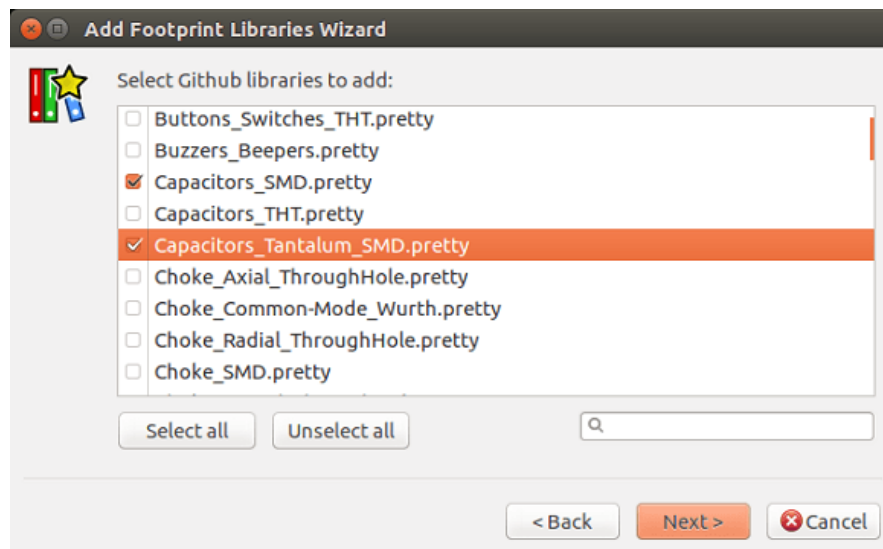 Add Footprint Libraries Wizard
Select Github libraries to add:
Buttons_Switches_THT.pretty
Buzzers_Beepers.pretty
Capacitors_SMD.pretty
Capacitors_THT.pretty
Capacitors_Tantalum_SMD.pretty
Choke_Axial_ThroughHole.pretty
Choke_Common-Mode_Wurth.pretty
Choke_Radial_ThroughHole.pretty
Choke_SMD.pretty
Select all Unselect all
< Back Next > Cancel